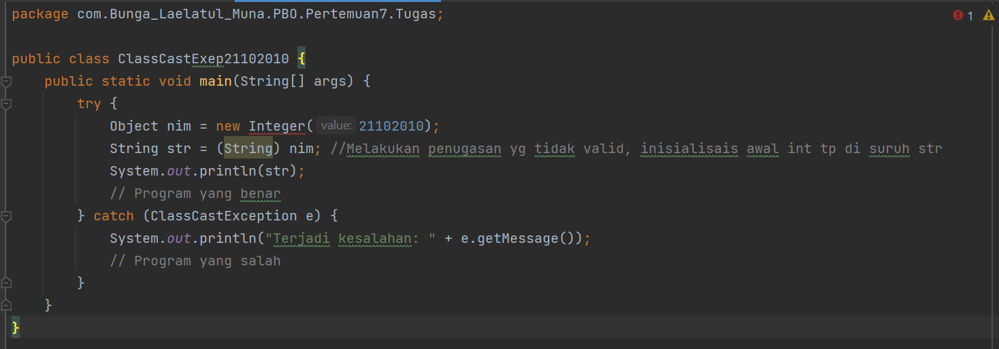 package com.Bunga_Laelatul_Muna.PBO.Pertemuan7.Tugas;
1
public class ClassCastExep21102010 {
public static void main(String[] args) {
try {
Object nim = new Integer( value: 21102010);
String str = (String) nim; //Melakukan penugasan yg tidak valid, inisialisais awal int tp di suruh str
System.out.println(str);
// Program yang benar
} catch (ClassCastException e) {
System.out.println("Terjadi kesalahan: " + e.getMessage());
// Program yang salah
}
}
}